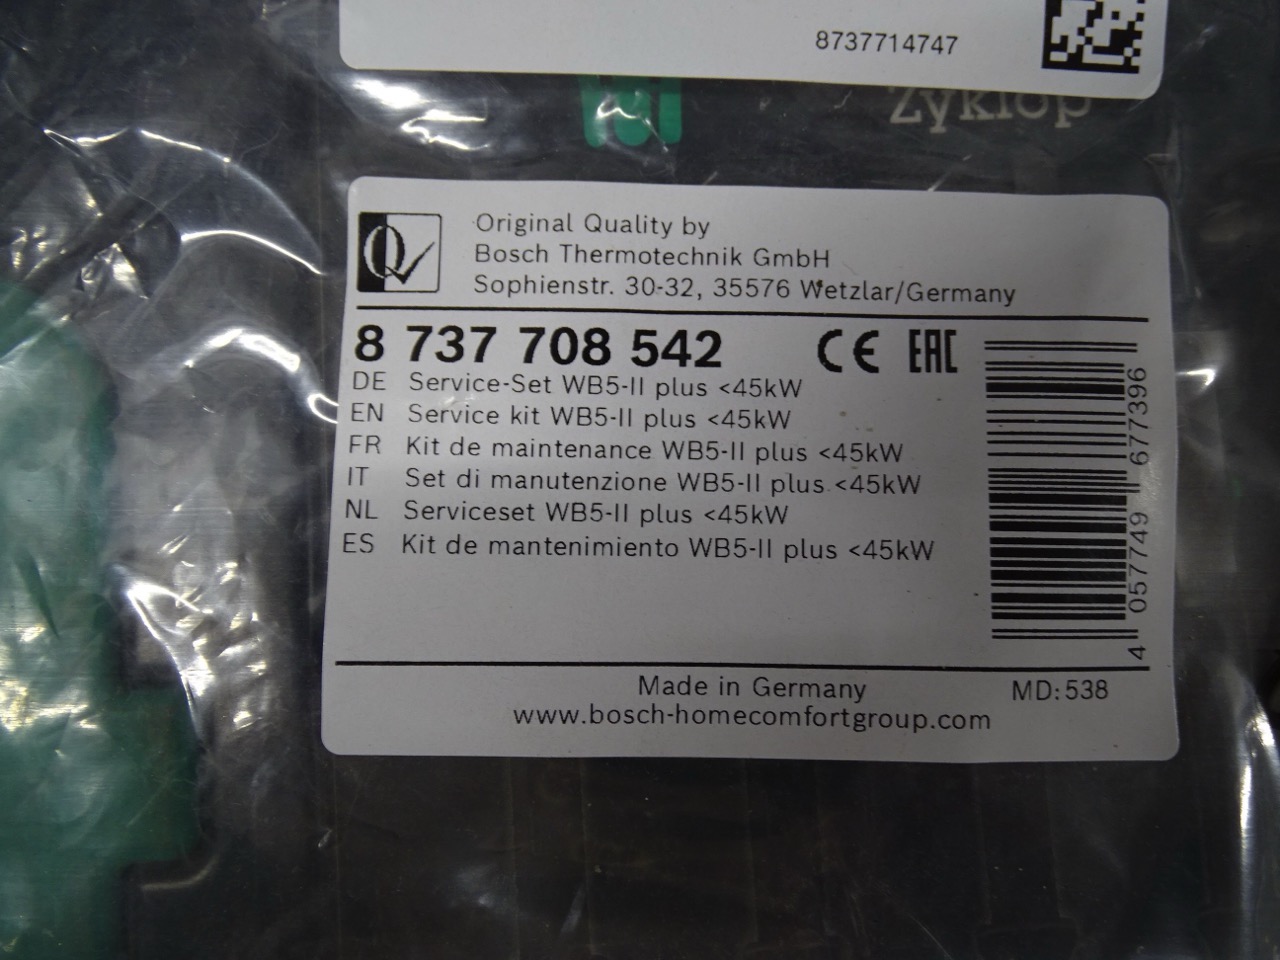 8737714747
Zyklop
Original Quality by
Bosch Thermotechnik GmbH
Sophienstr. 30-32, 35576 Wetzlar/Germany
8 737 708 542 CE EAC
DE Service-Set WB5-II plus <45kW
EN Service kit WB5-II plus <45kW
FR Kit de maintenance WB5-II plus <45kW
IT Set di manutenzione WB5-II plus <45kW
NL Serviceset WB5-II plus <45kW
ES Kit de mantenimiento WB5-II plus <45kW
4 057749 677396
Made in Germany MD: 538
www.bosch-homecomfortgroup.com